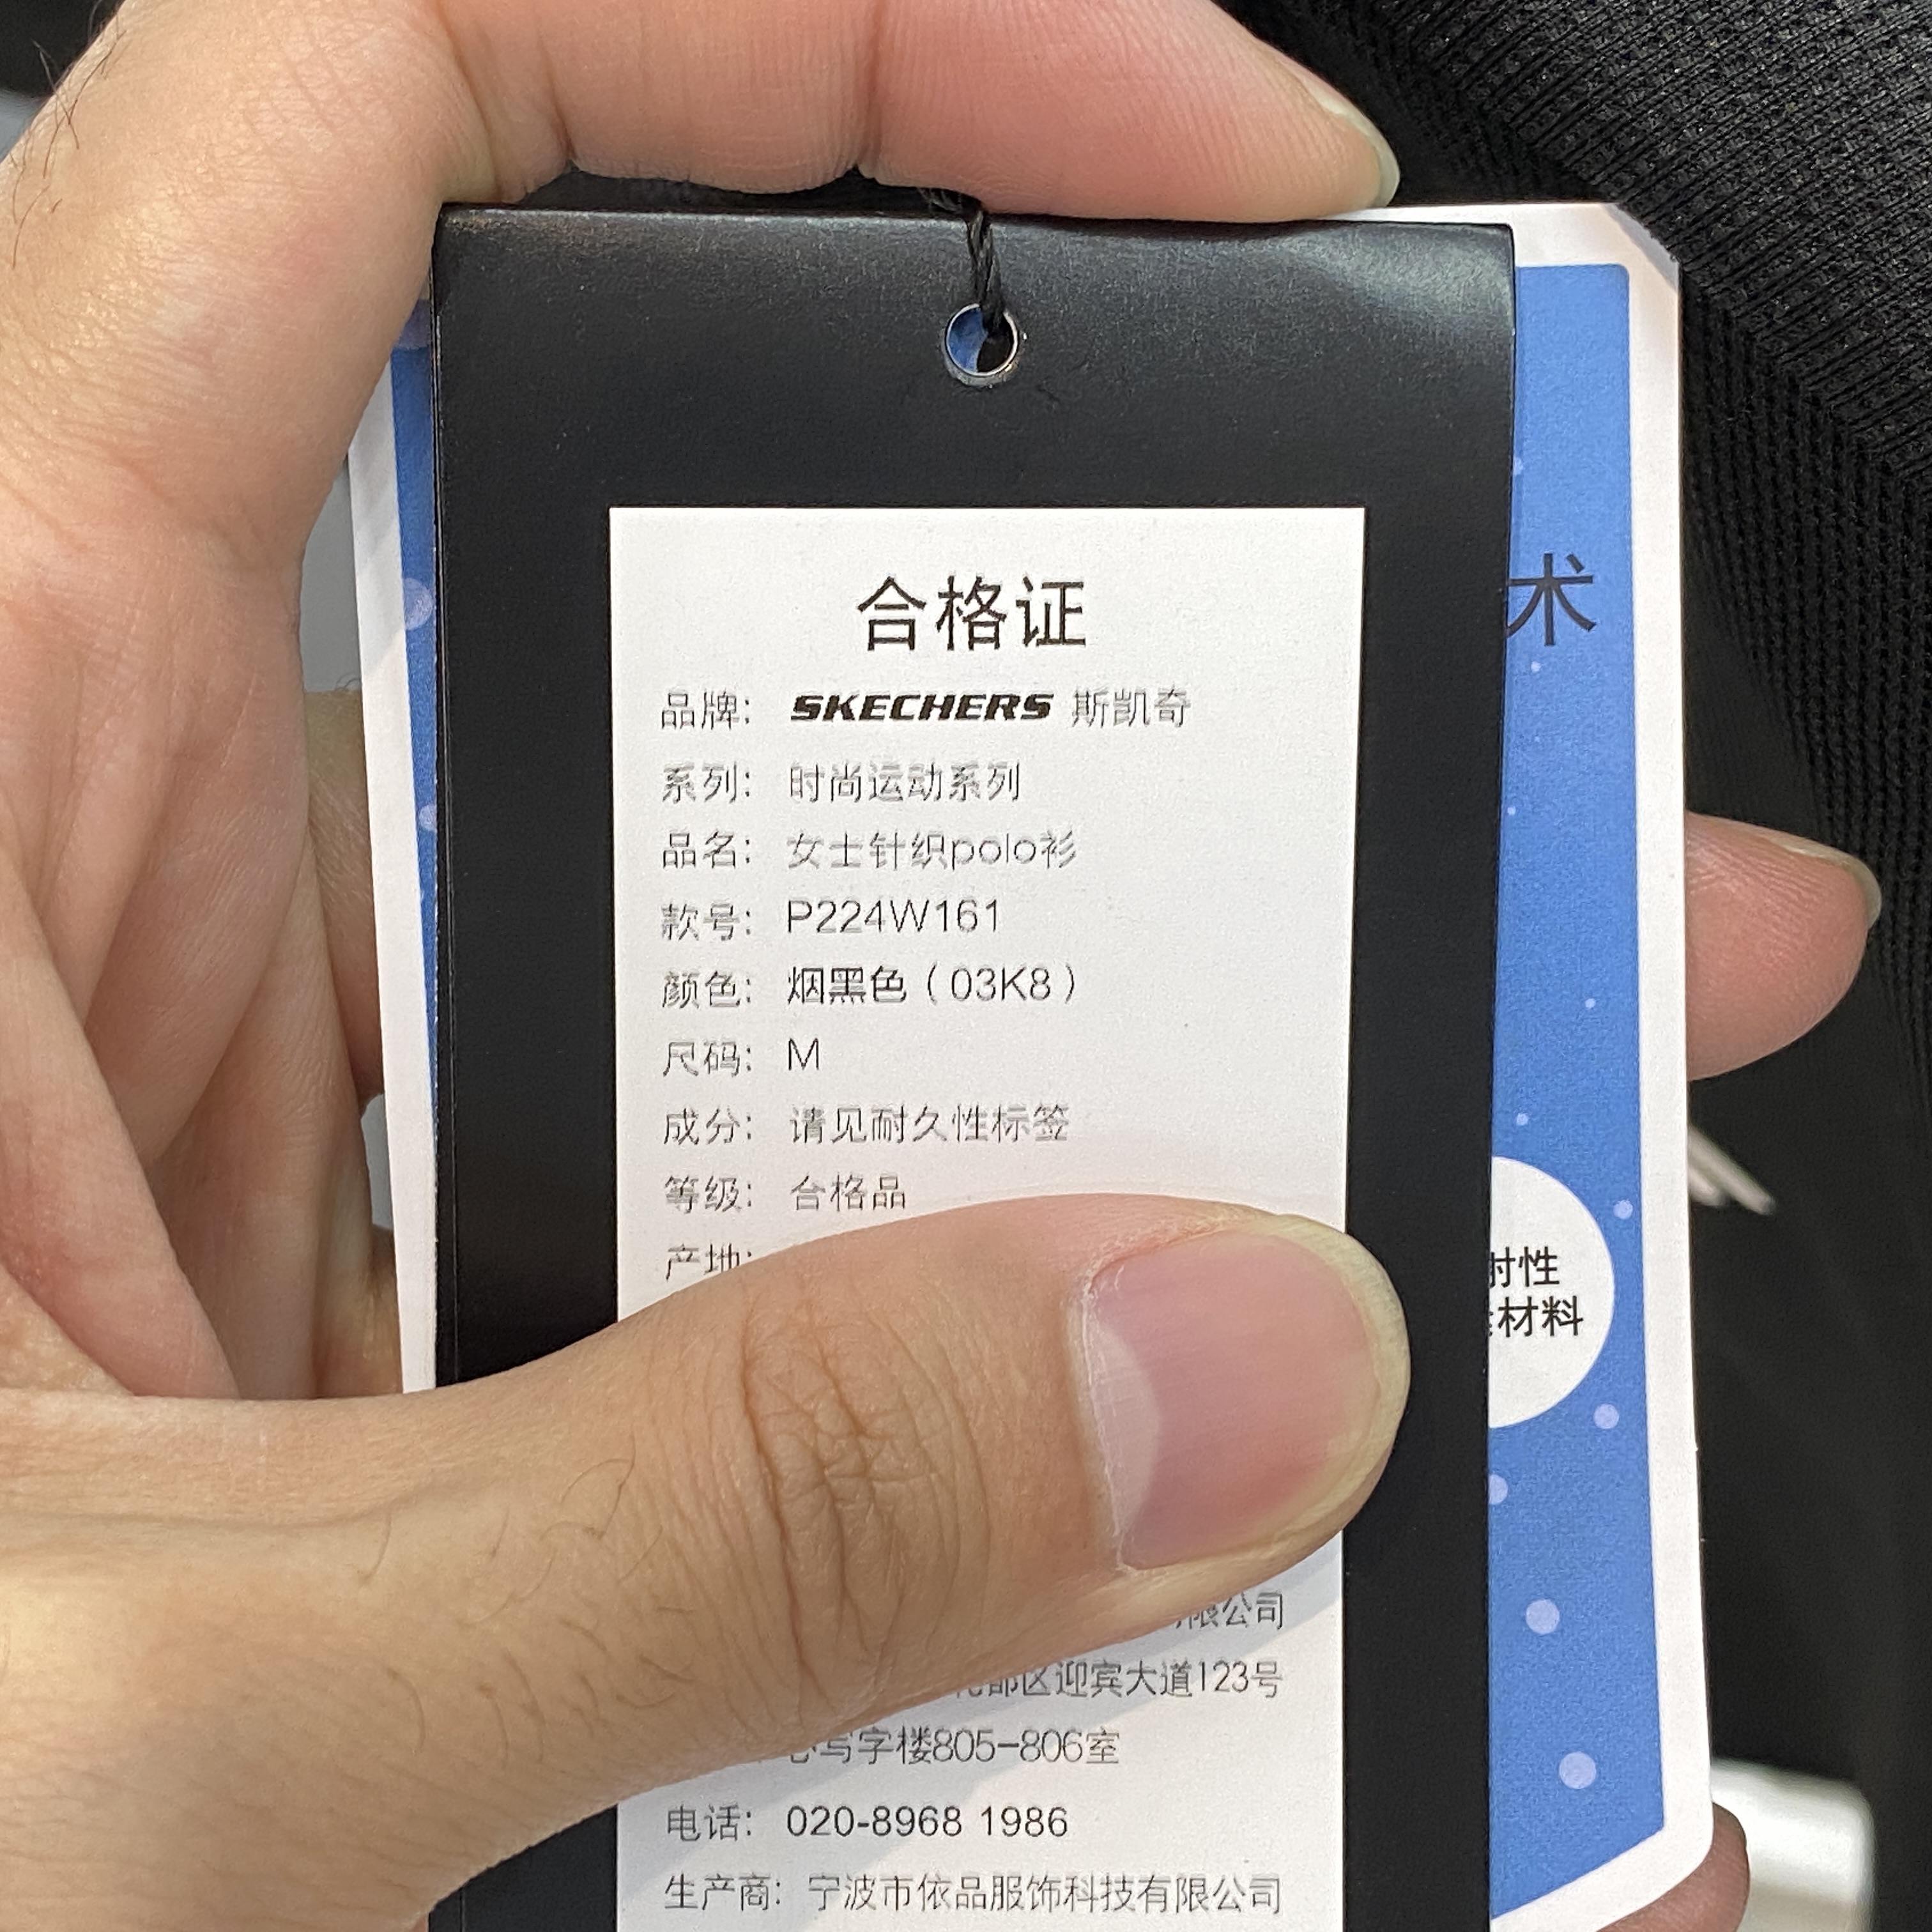 合格证
品牌: SKECHERS 斯凯奇
系列: 时尚运动系列
品名: 女士针织polo衫
款号: P224W161
颜色: 烟黑色（03K8）
尺码: M
成分: 请见耐久性标签
等级: 合格品
产地:
限公司
区迎宾大道123号
写字楼805-806室
电话: 020-8968 1986
生产商: 宁波市依品服饰科技有限公司
术
射性
材料